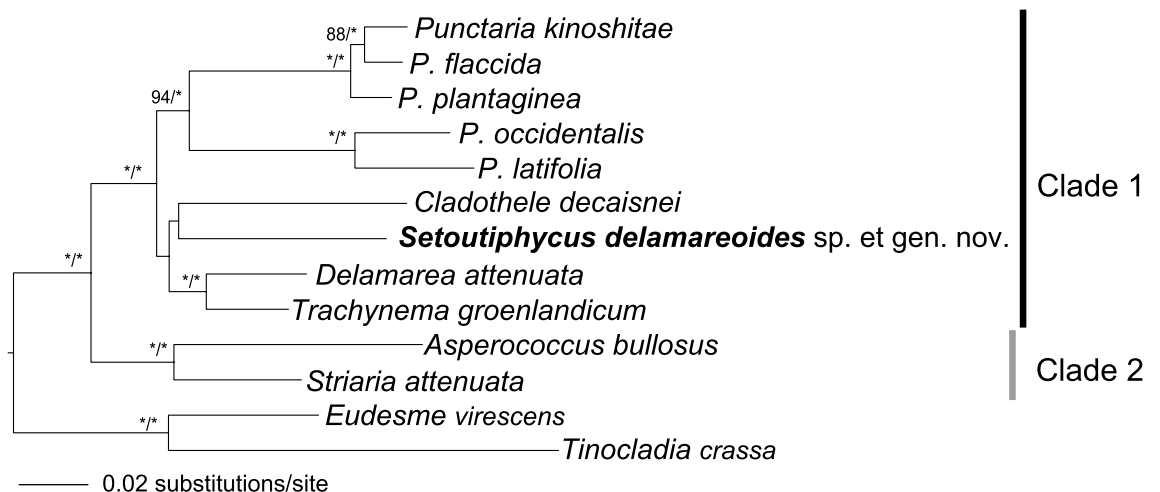 88/*
Punctaria kinoshitae
*/*
P. flaccida
94/*
P. plantaginea
*/*
P. occidentalis
P. latifolia
*/*
Clade 1
Cladothele decaisnei
Setoutiphycus delamareoides sp. et gen. nov.
*/*
*/*
Delamarea attenuata
Trachynema groenlandicum
*/*
Asperococcus bullosus
Clade 2
Striaria attenuata
*/*
Eudesme virescens
Tinocladia crassa
0.02 substitutions/site